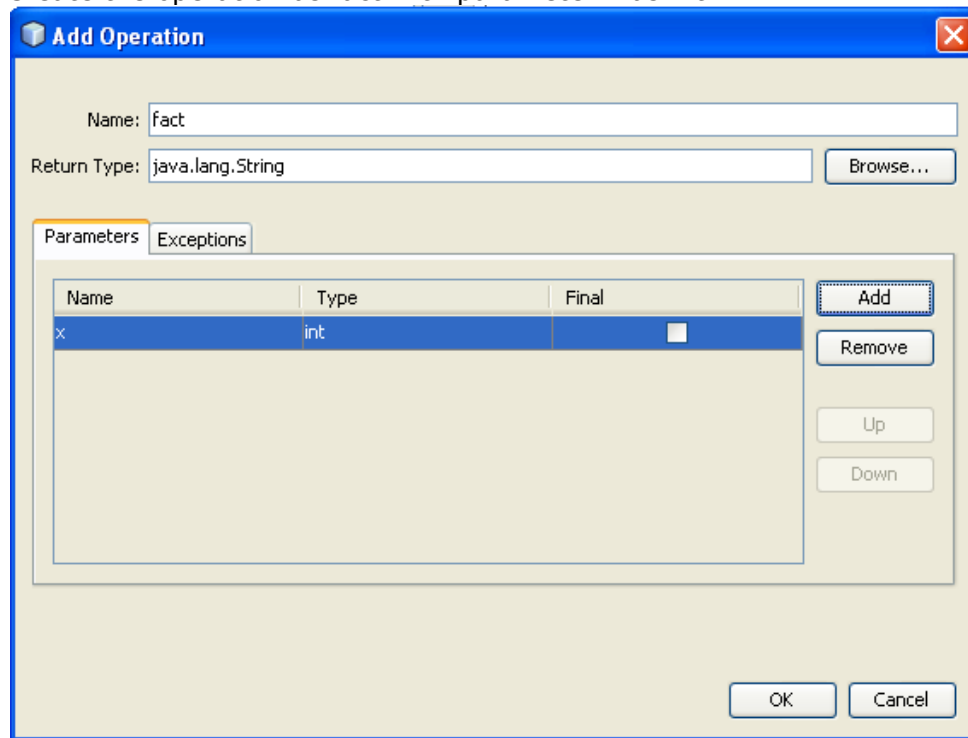 Add Operation
Name: fact
Return Type: java.lang.String Browse...
Parameters Exceptions
Name Type Final Add
x int
Remove
Up
Down
OK Cancel